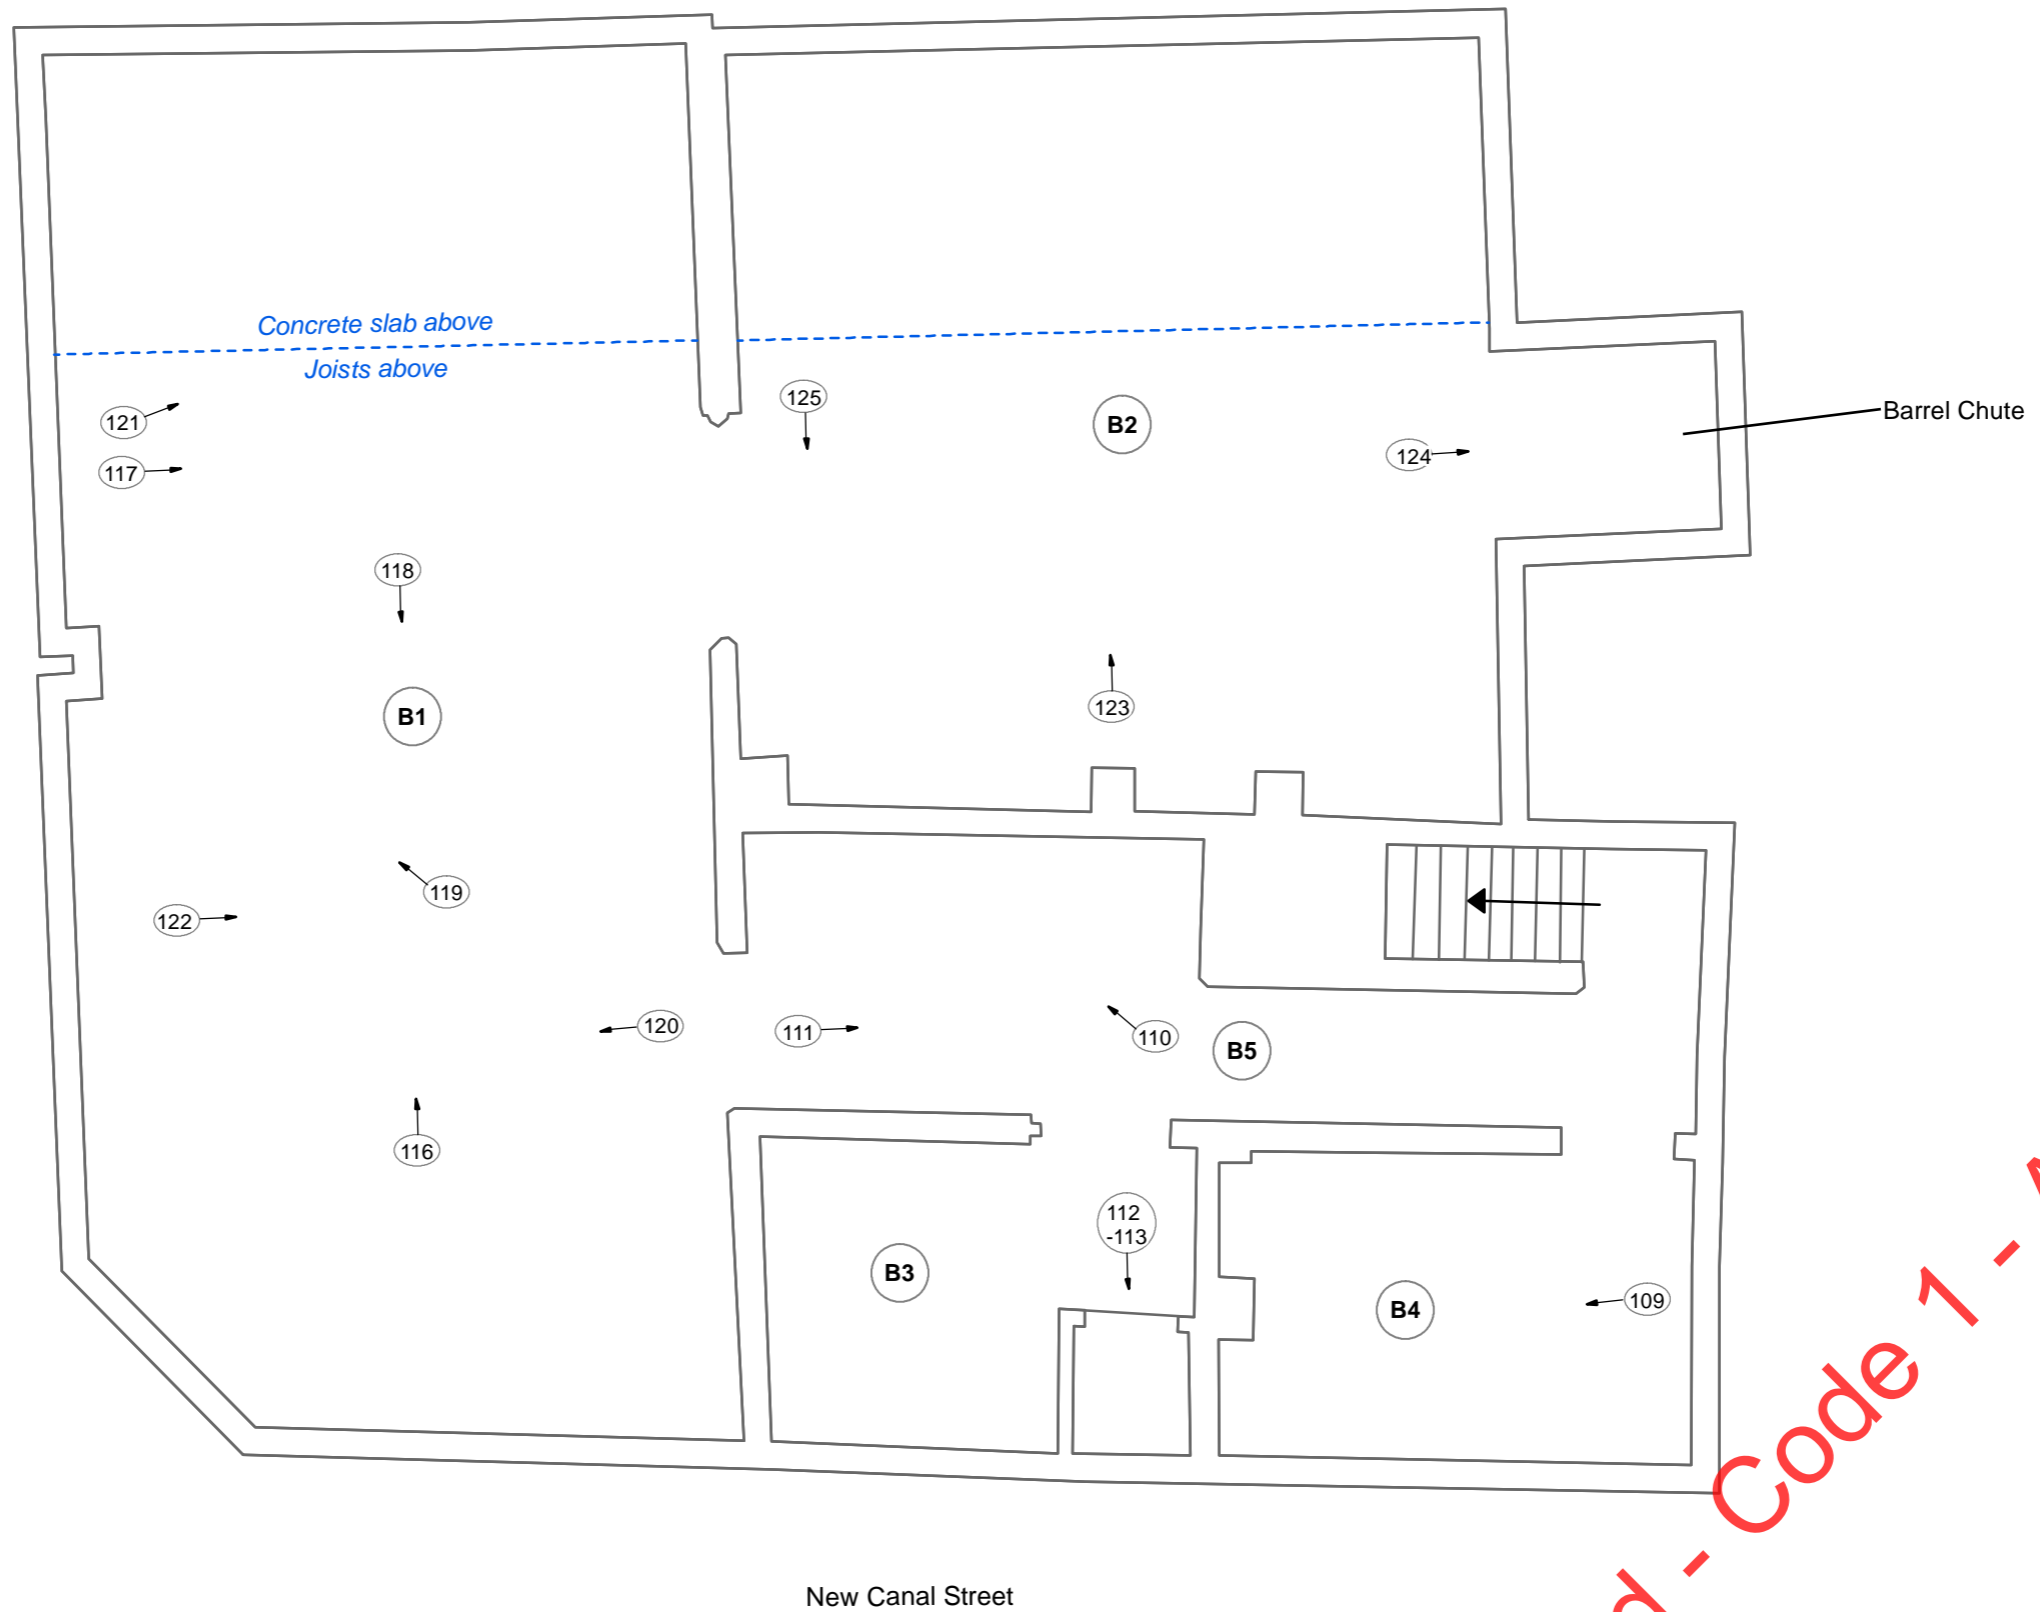 Concrete slab above
Joists above
121
125
B2
Barrel Chute
117
124
118
B1
123
119
122
120
111
110
B5
116
112
-113
B3
B4
109
New Canal Street
d - Code 1 - A